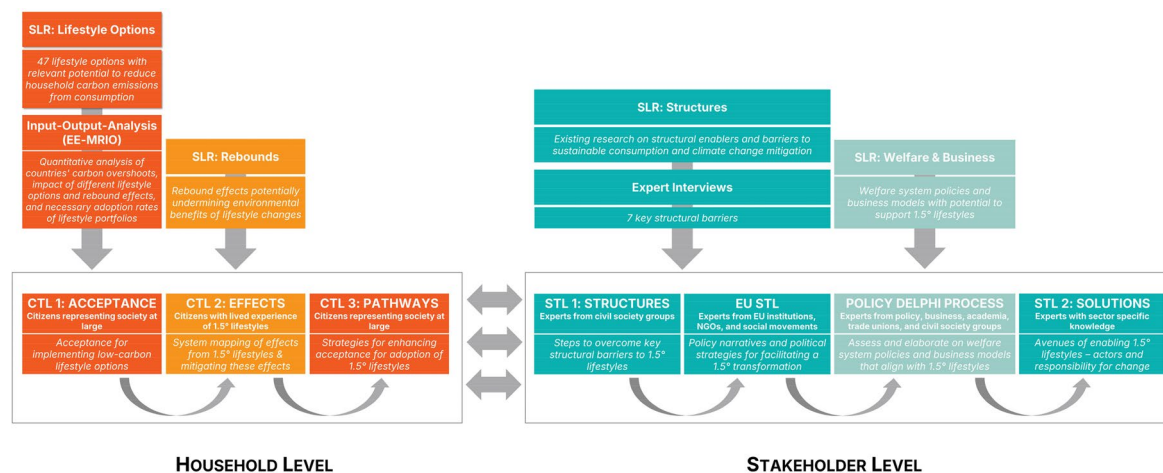 SLR: Lifestyle Options
47 lifestyle options with
relevant potential to reduce
household carbon emissions
from consumption
Input-Output-Analysis
(EE-MRIO)
Quantitative analysis of
countries' carbon overshoots,
impact of different lifestyle
options and rebound effects,
and necessary adoption rates
of lifestyle portfolios
SLR: Rebounds
Rebound effects potentially
undermining environmental
benefits of lifestyle changes
SLR: Structures
Existing research on structural enablers and barriers to
sustainable consumption and climate change mitigation
Expert Interviews
7 key structural barriers
SLR: Welfare & Business
Welfare system policies and
business models with potential to
support 1.5° lifestyles
CTL 1: ACCEPTANCE
Citizens representing society at
large
Acceptance for
implementing low-carbon
lifestyle options
CTL 2: EFFECTS
Citizens with lived experience
of 1.5° lifestyles
System mapping of effects
from 1.5° lifestyles &
mitigating these effects
CTL 3: PATHWAYS
Citizens representing society at
large
Strategies for enhancing
acceptance for adoption of
1.5° lifestyles
STL 1: STRUCTURES
Experts from civil society groups
Steps to overcome key
structural barriers to 1.5°
lifestyles
EU STL
Experts from EU institutions,
NGOs, and social movements
Policy narratives and political
strategies for facilitating a
1.5° transformation
POLICY DELPHI PROCESS
Experts from policy, business, academia,
trade unions, and civil society groups
Assess and elaborate on welfare
system policies and business models
that align with 1.5° lifestyles
STL 2: SOLUTIONS
Experts with sector specific
knowledge
Avenues of enabling 1.5°
lifestyles – actors and
responsibility for change
HOUSEHOLD LEVEL
STAKEHOLDER LEVEL